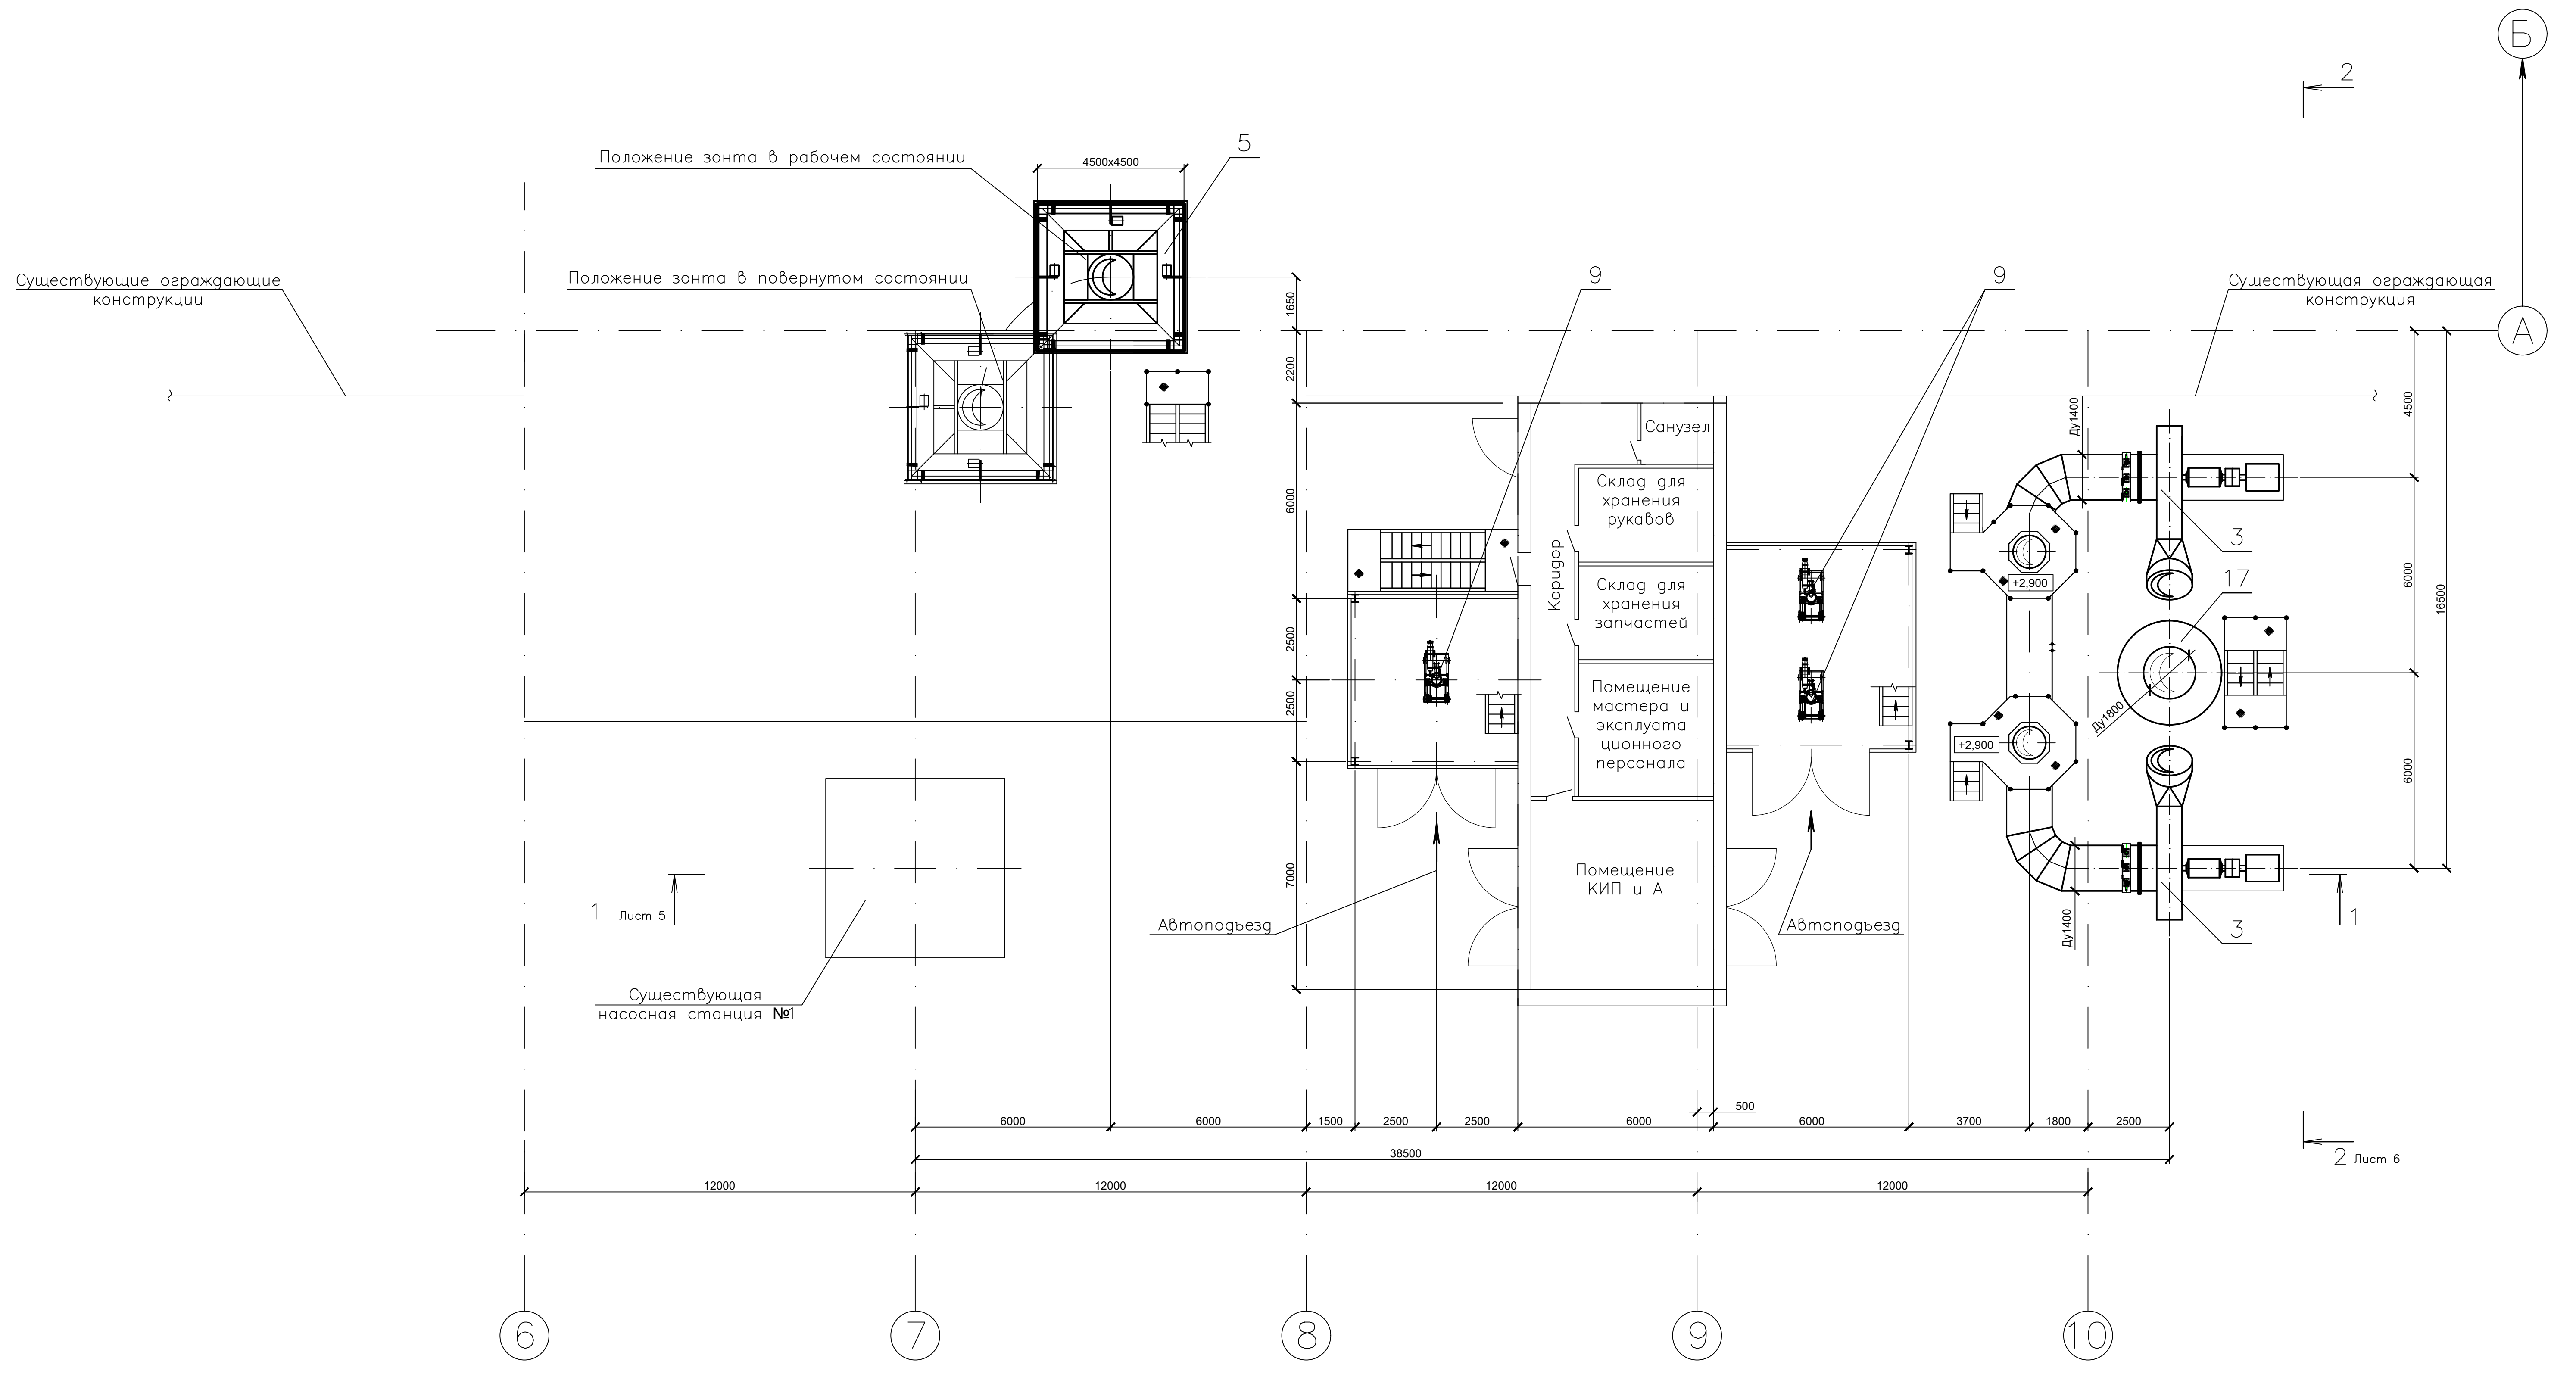 Б
2
5
Положение зонта в рабочем состоянии
4500х4500
Существующие ограждающие
конструкции
Положение зонта в повернутом состоянии
9
9
Существующая ограждающая
конструкция
А
1650
2200
6000
2500
2500
7000
Санузел
Склад для
хранения
рукавов
Коридор
Склад для
хранения
запчастей
Помещение
мастера и
эксплуата
ционного
персонала
Помещение
КИП и А
Ду1400
4500
3
+2,900
17
6000
16500
Ду1800
+2,900
6000
Ду1400
3
1
Лист 5
1
Автоподъезд
Автоподъезд
Существующая
насосная станция №1
6000
6000
1500
2500
2500
6000
500
6000
3700
1800
2500
38500
2 Лист 6
12000
12000
12000
12000
6
7
8
9
10